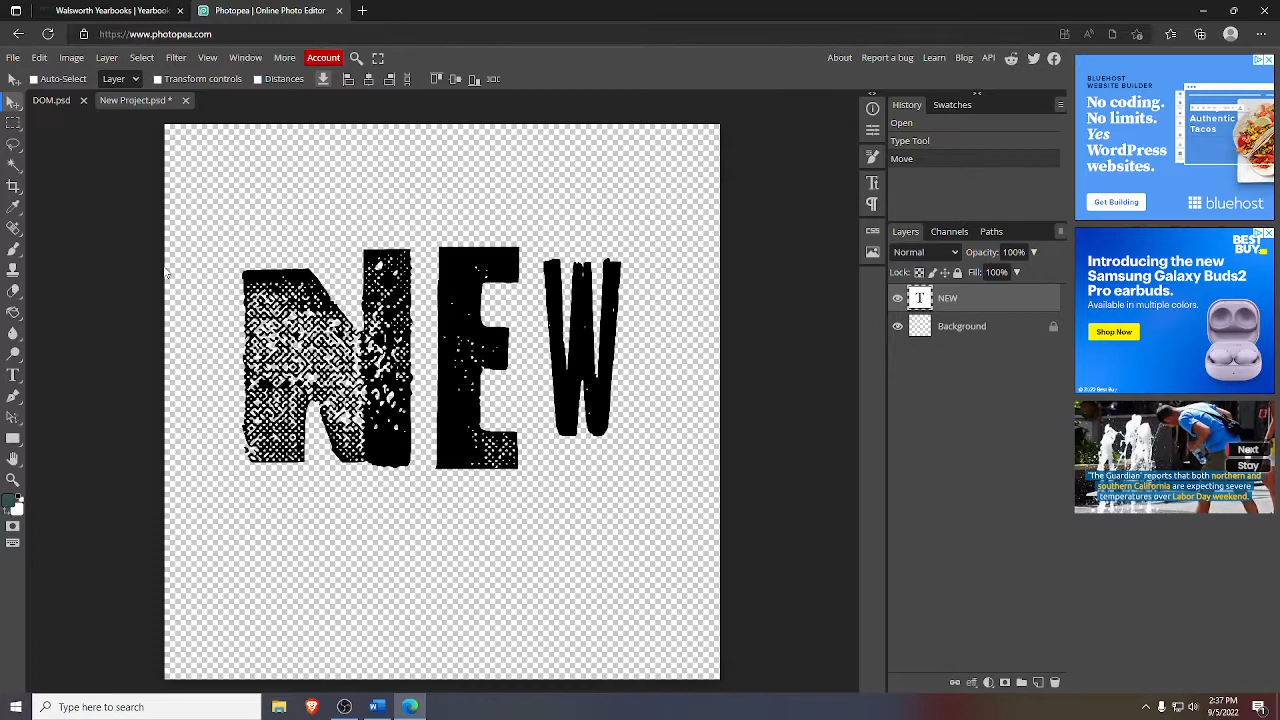 Walsworth Yearbooks | Yearbook
Photopea | Online Photo Editor
https://www.photopea.com
File Edit Image Layer Select Filter View Window More Account
About Report a bug Learn Blog API
Auto-Select Layer Transform controls Distances
DOM.psd New Project.psd *
History Swatches
Open
Type Tool
Move
Layers Channels Paths
Normal Opacity: 100%
Lock: Fill: 100%
T NEW
Background
CSS
NEW
BLUEHOST
WEBSITE BUILDER
No coding.
No limits.
Yes
WordPress
websites.
Get Building
bluehost
Authentic
Tacos
BEST
BUY
Introducing the new
Samsung Galaxy Buds2
Pro earbuds.
Available in multiple colors.
Shop Now
© 2022 Best Buy
Next
Stay
'The Guardian' reports that both northern and
southern California are expecting severe
temperatures over Labor Day weekend.
Type here to search
2:37 PM
9/5/2022